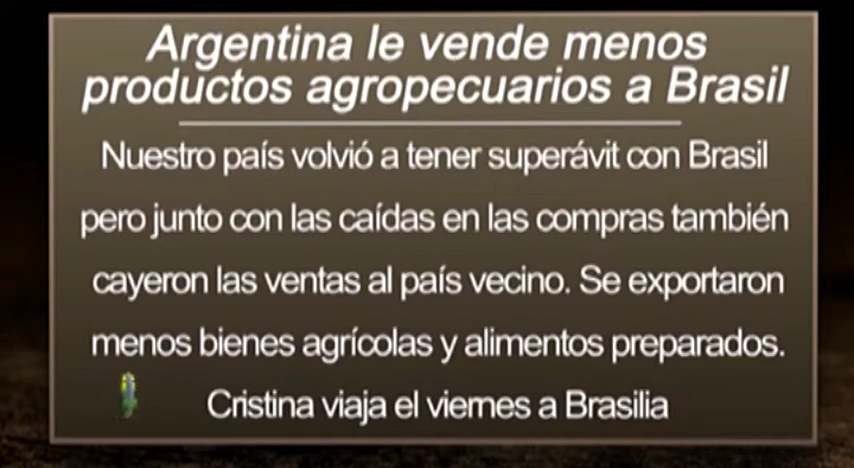 Argentina le vende menos
productos agropecuarios a Brasil
Nuestro país volvió a tener superávit con Brasil
pero junto con las caídas en las compras también
cayeron las ventas al país vecino. Se exportaron
menos bienes agrícolas y alimentos preparados.
Cristina viaja el viernes a Brasilia